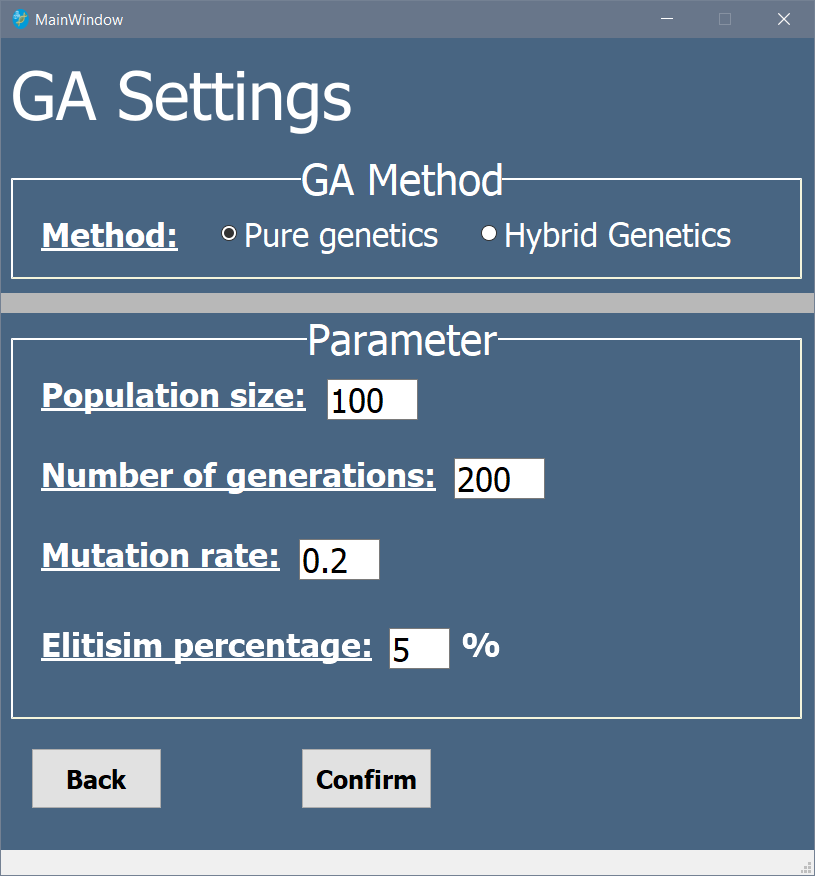 MainWindow
GA Settings
GA Method
Method: Pure genetics Hybrid Genetics
Parameter
Population size: 100
Number of generations: 200
Mutation rate: 0.2
Elitisim percentage: 5 %
Back Confirm